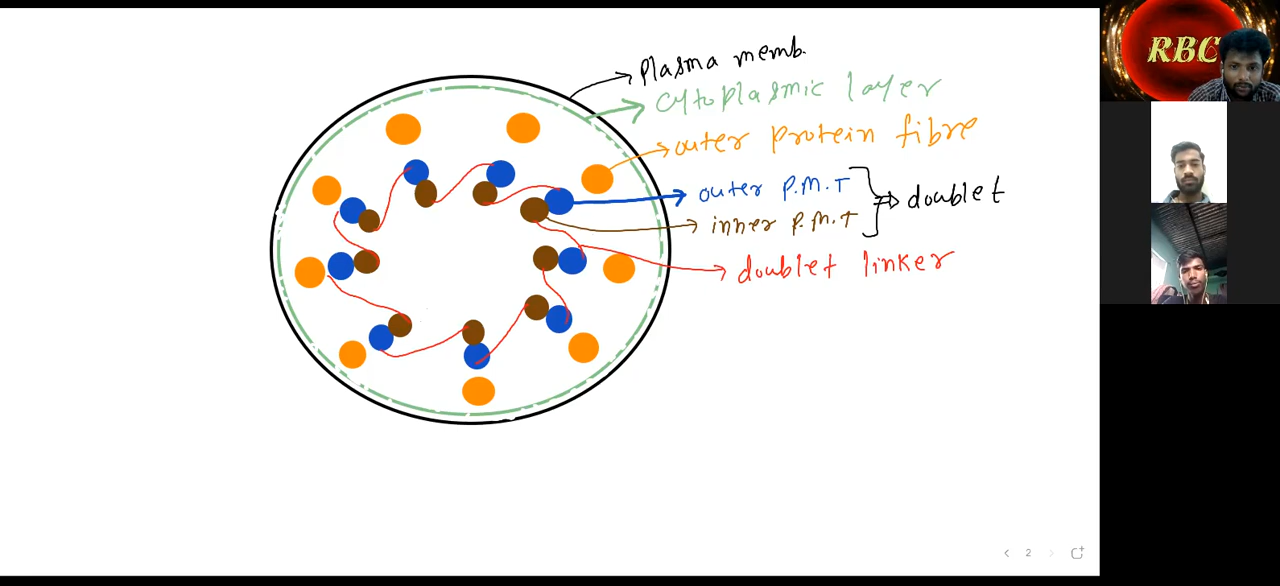 Plasma memb.
cytoplasmic layer
outer protein fibre
outer P.M.T
doublet
inner P.M.T
doublet linker
RBC
2